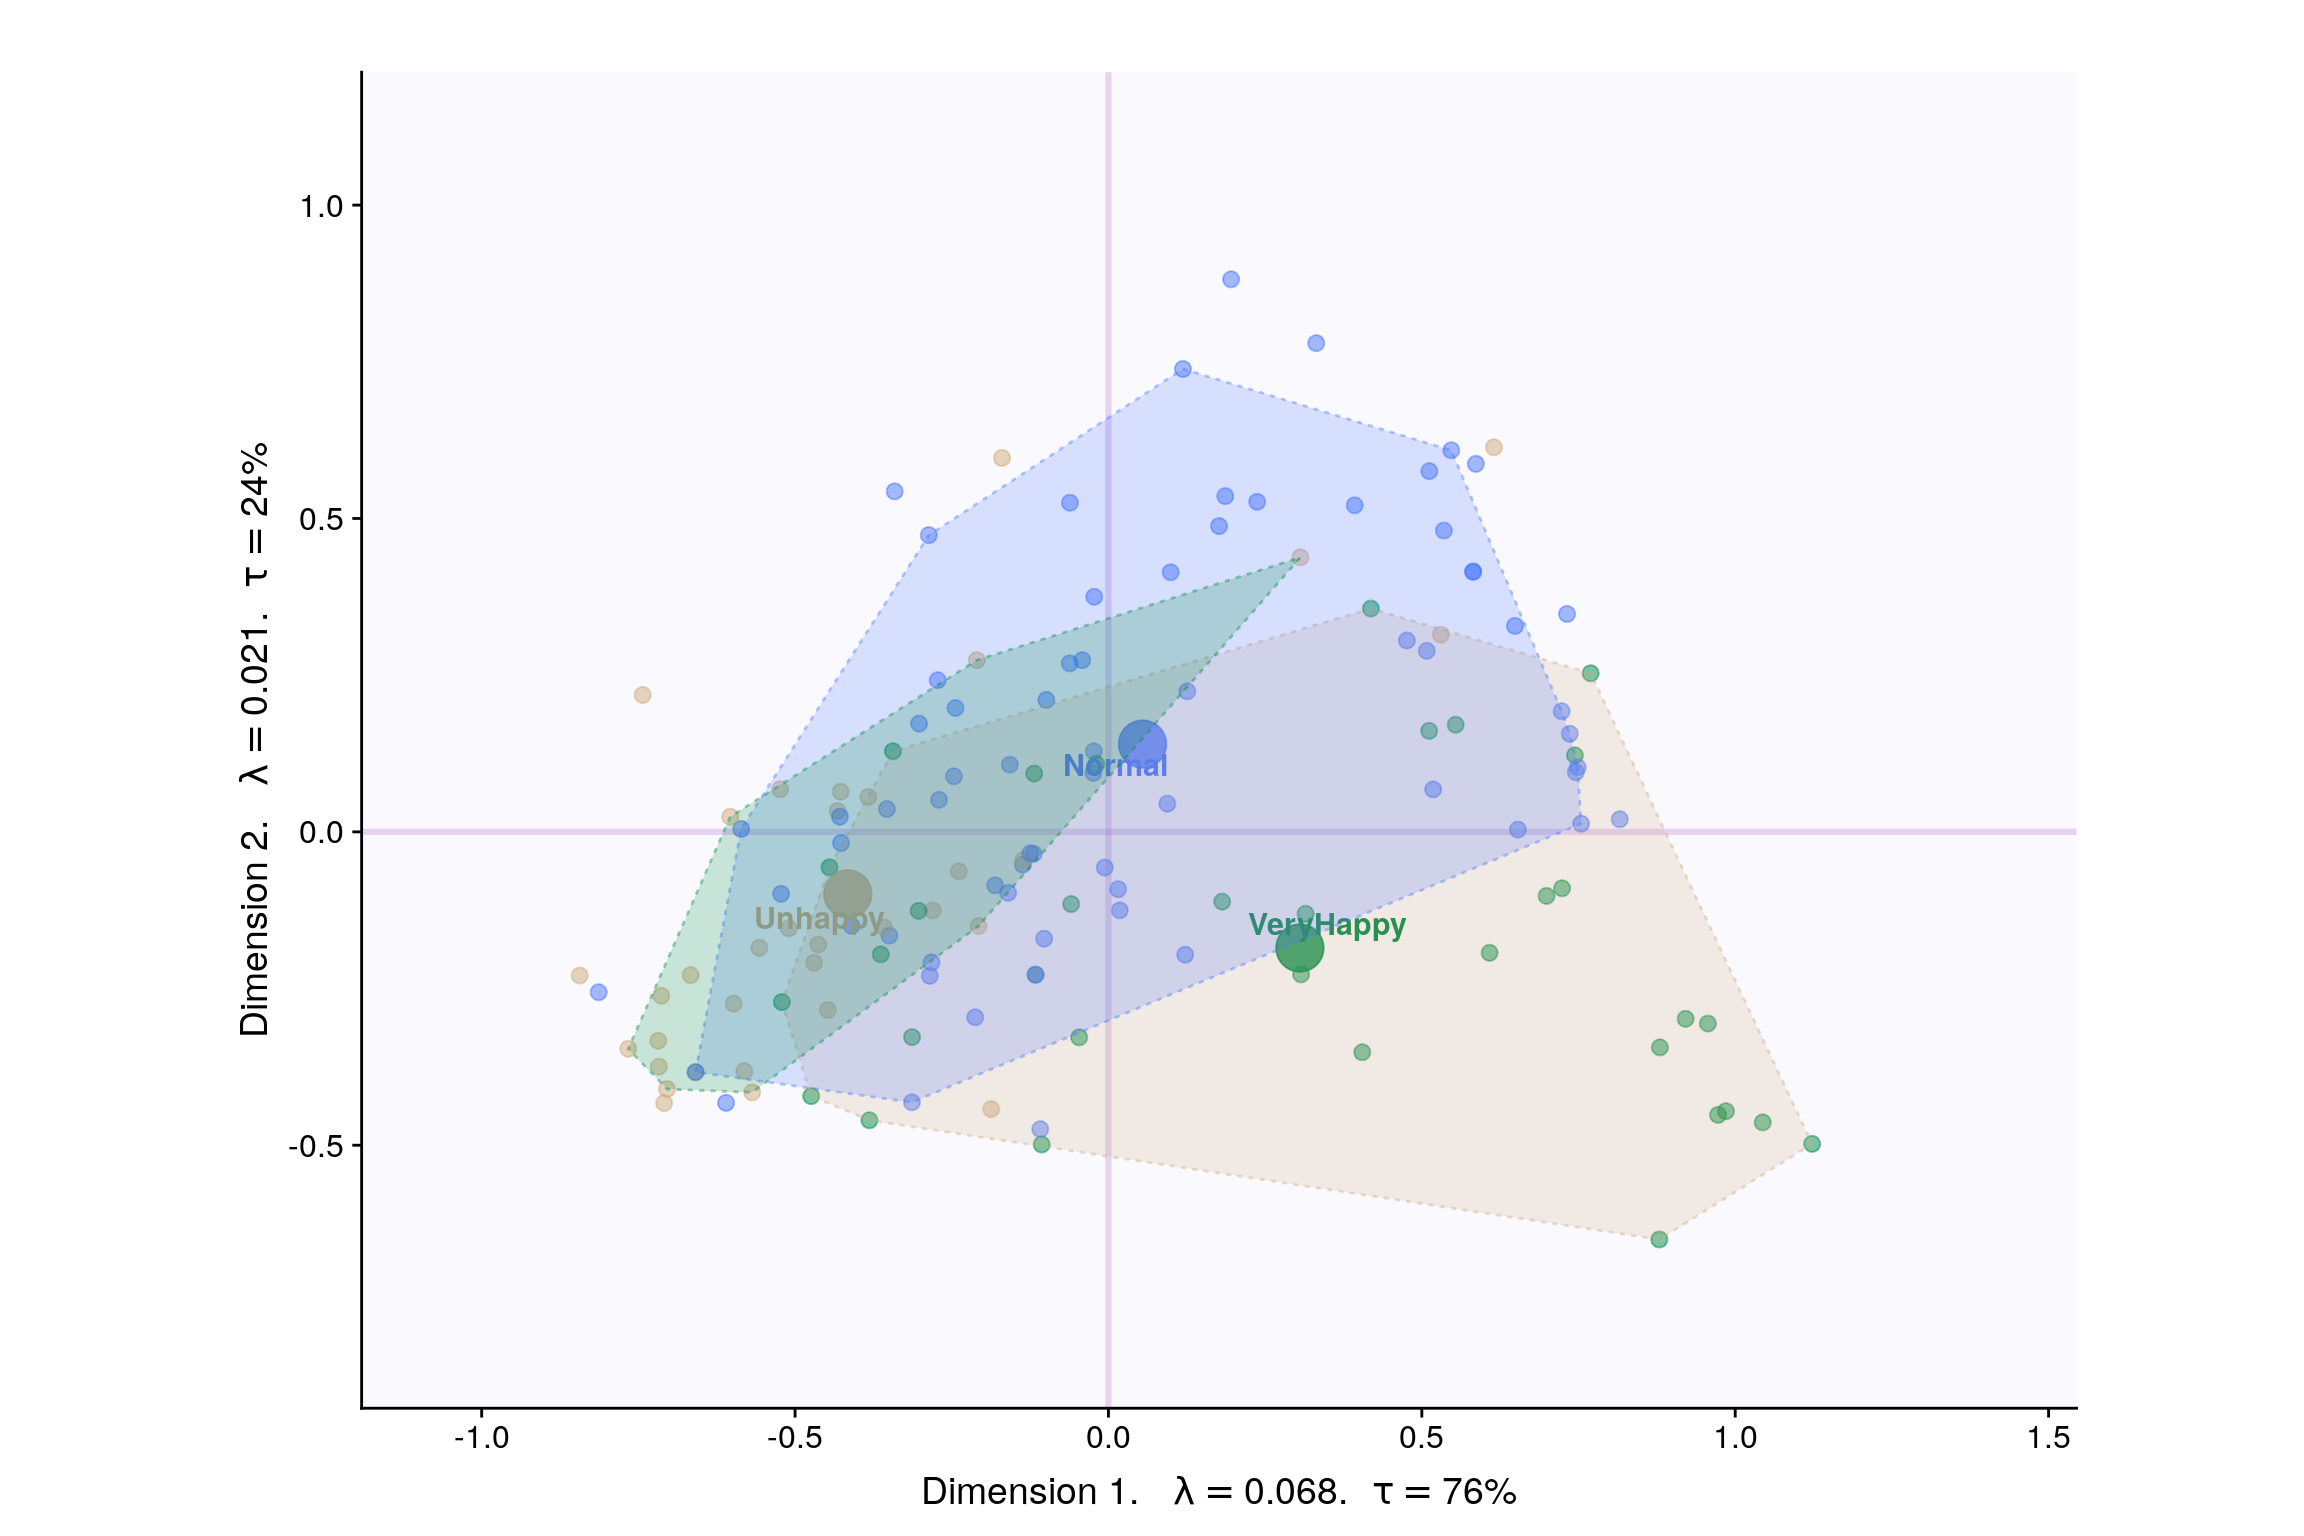 1.0
0.5
0.0
-0.5
Dimension 2.   λ = 0.021.   τ = 24%
Normal
Unhappy
VeryHappy
-1.0 -0.5 0.0 0.5 1.0 1.5
Dimension 1.   λ = 0.068.   τ = 76%